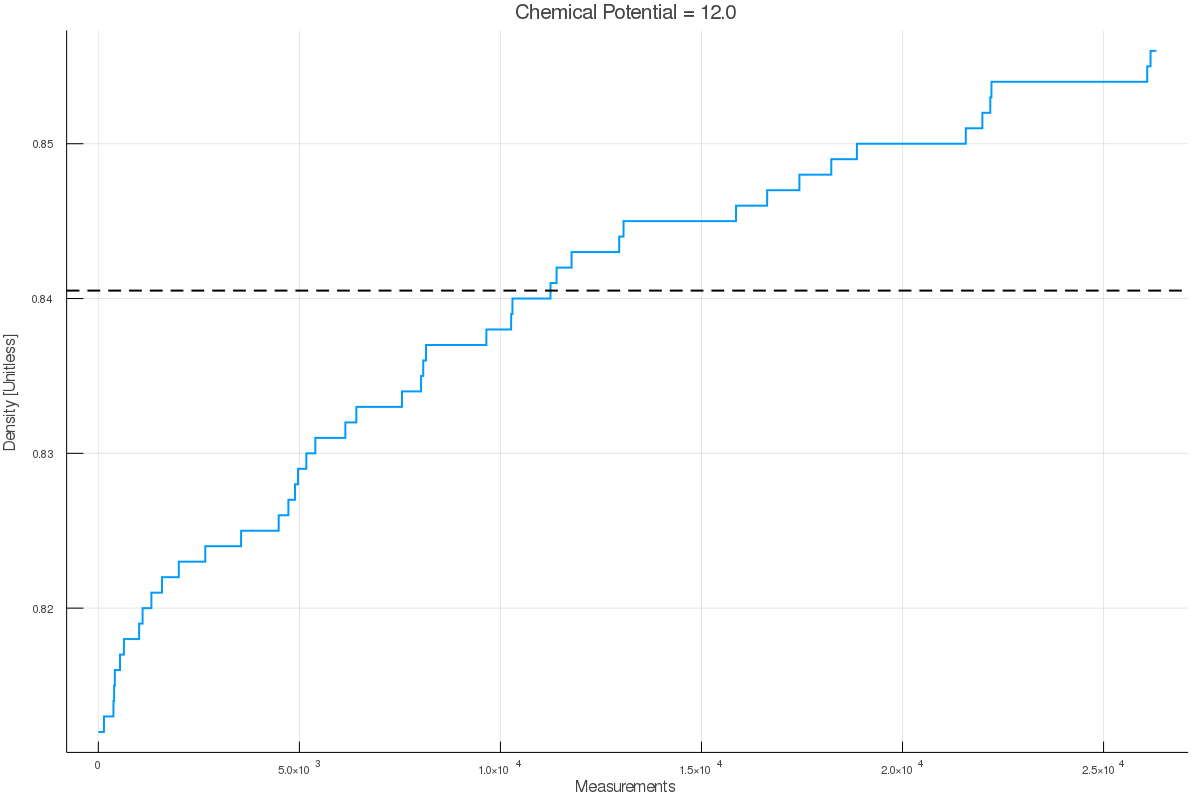 Chemical Potential = 12.0
Density [Unitless]
0.85
0.84
0.83
0.82
0 5.0×10 3 1.0×10 4 1.5×10 4 2.0×10 4 2.5×10 4
Measurements